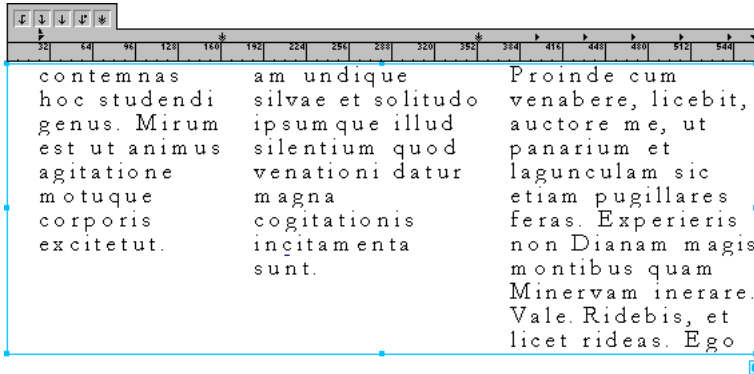 32 64 96 128 160 192 224 256 288 320 352 384 416 448 480 512 544
contemnas
hoc studendi
genus. Mirum
est ut animus
agitatione
motuque
corporis
excitetut.
am undique
silvae et solitudo
ipsumque illud
silentium quod
venationi datur
magna
cogitationis
incitamenta
sunt.
Proinde cum
venabere, licebit,
auctore me, ut
panarium et
lagunculam sic
etiam pugillares
feras. Experieris
non Dianam magis
montibus quam
Minervam inerare.
Vale. Ridebis, et
licet rideas. Ego